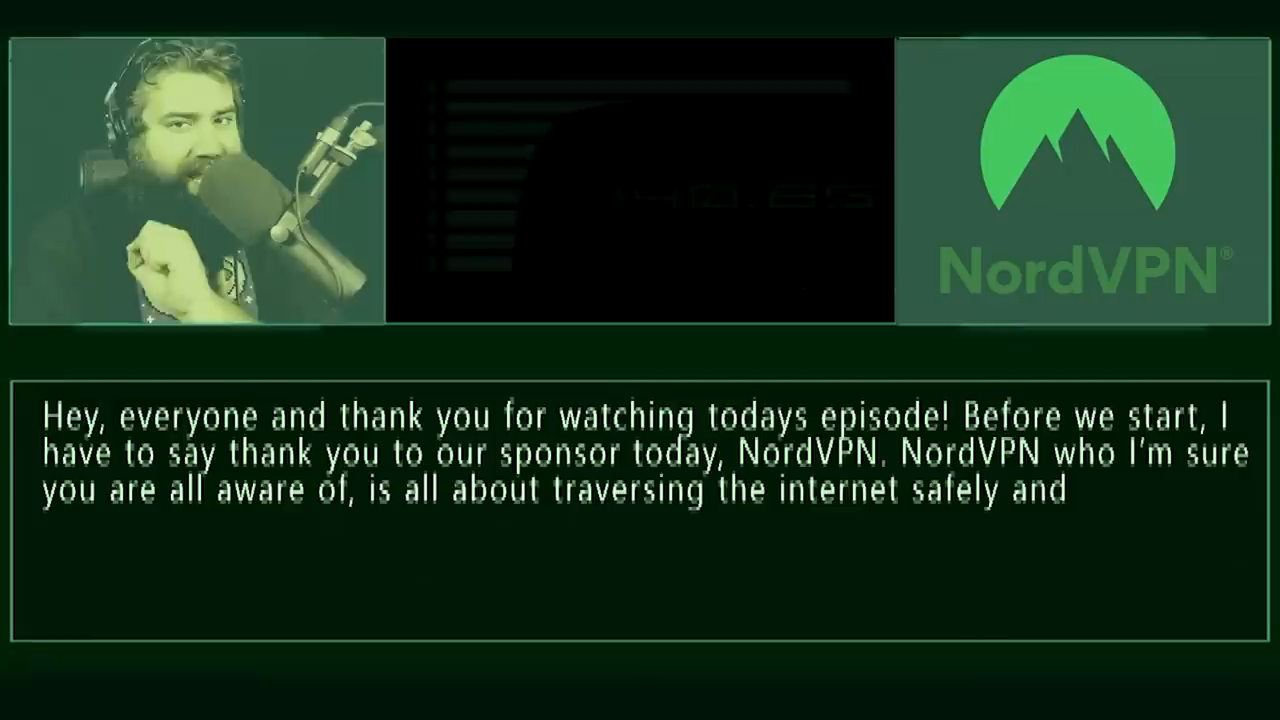 140.85
NordVPN®
Hey, everyone and thank you for watching todays episode! Before we start, I
have to say thank you to our sponsor today, NordVPN. NordVPN who I'm sure
you are all aware of, is all about traversing the internet safely and